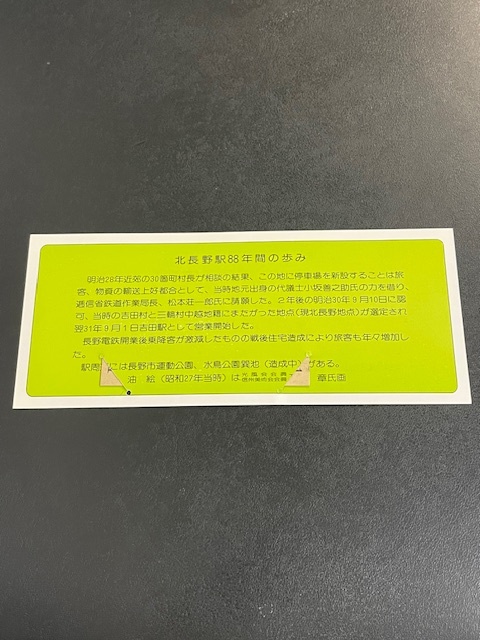 北長野駅88年間の歩み
明治28年近郊の30番町村長が相談の結果、この地に停車場を新設することは旅
客、物資の輸送上好都合として、当時地元出身の代議士小坂善之助氏の力を借り、
逓信省鉄道作業局長、松本荘一郎氏に請願した。2年後の明治30年9月10日に認
可、当時の吉田村と三輪村中越地籍にまたがった地点(現北長野地点)が選定され
翌31年9月1日吉田駅として営業開始した。
長野電鉄開業後乗降客が激減したものの戦後住宅造成により旅客も年々増加し
た。
駅周 には長野市運動公園、水鳥公園 池(造成中)がある。
油絵(昭和27年当時)は 章氏画